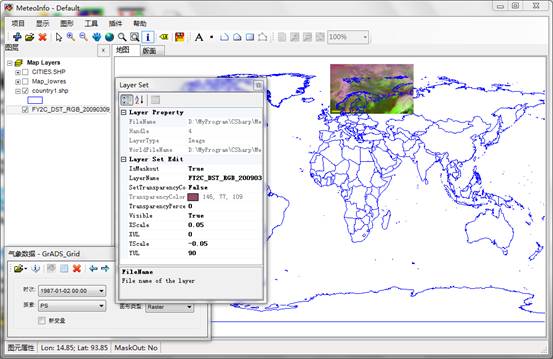 MeteoInfo - Default
项目 显示 图形 工具 插件 帮助
100%
图层
地图 版面
Map Layers
CITIES.SHP
Map_lowres
country1.shp
FY2C_DST_RGB_20090309
Layer Set
Layer Property
FileName D:\MyProgram\CSharp\Me
Handle 4
LayerType Image
WorldFileName D:\MyProgram\CSharp\Me
Layer Set Edit
IsMaskout True
LayerName FY2C_DST_RGB_200903
SetTransparencyCo False
TransparencyColor 146, 77, 109
TransparencyPerce 0
Visible True
XScale 0.05
XUL 0
YScale -0.05
YUL 90
FileName
File name of the layer
气象数据 - GrADS_Grid
时次: 1987-01-02 00:00
要素: PS
图形类型: Raster
新变量
图元属性 Lon: 14.85; Lat: 93.85 MaskOut: No